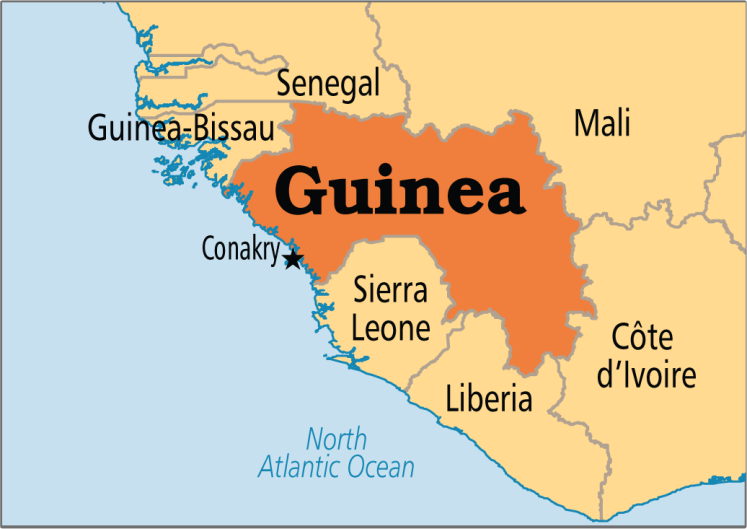 Senegal
Guinea-Bissau
Mali
Guinea
Conakry
Sierra
Leone
Côte
d'Ivoire
Liberia
North
Atlantic Ocean